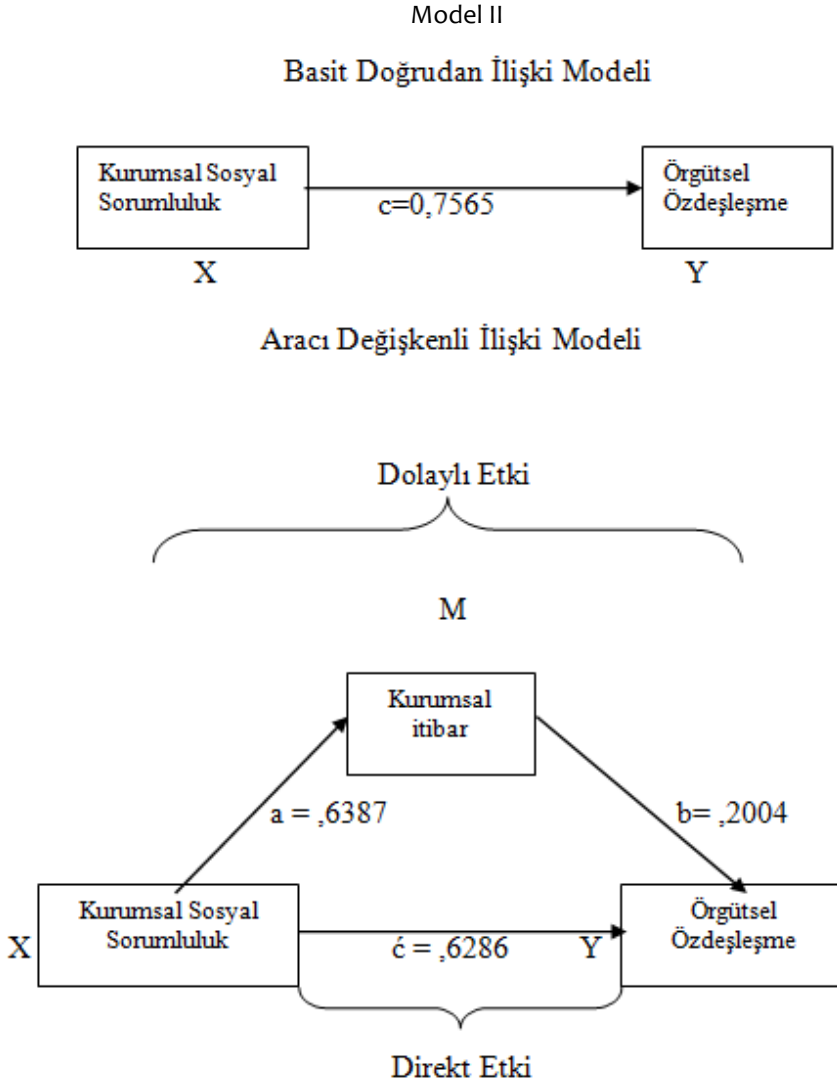 Model II
Basit Doğrudan İlişki Modeli
Kurumsal Sosyal
Sorumluluk
c=0,7565
Örgütsel
Özdeşleşme
X
Y
Aracı Değişkenli İlişki Modeli
Dolaylı Etki
M
Kurumsal
itibar
a = ,6387
b= ,2004
X
Kurumsal Sosyal
Sorumluluk
ć = ,6286
Y
Örgütsel
Özdeşleşme
Direkt Etki